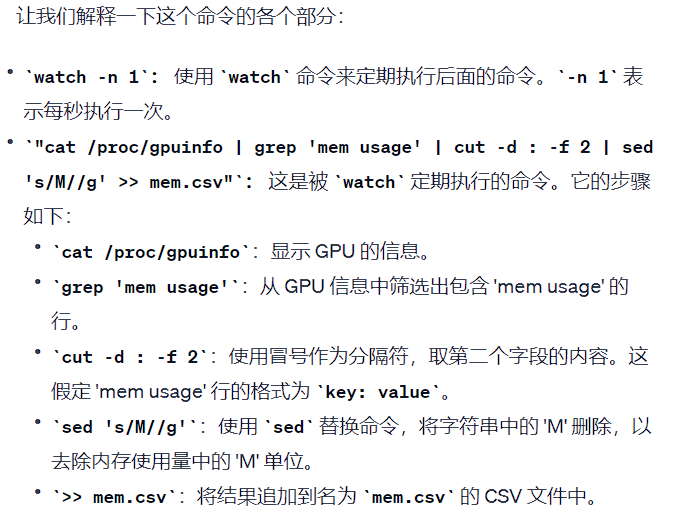 让我们解释一下这个命令的各个部分：
• `watch -n 1`： 使用 `watch` 命令来定期执行后面的命令。`-n 1` 表
示每秒执行一次。
• `"cat /proc/gpuinfo | grep 'mem usage' | cut -d : -f 2 | sed
's/M//g' >> mem.csv"`： 这是被 `watch` 定期执行的命令。它的步骤
如下：
• `cat /proc/gpuinfo`：显示 GPU 的信息。
• `grep 'mem usage'`：从 GPU 信息中筛选出包含 'mem usage' 的
行。
• `cut -d : -f 2`：使用冒号作为分隔符，取第二个字段的内容。这
假定 'mem usage' 行的格式为 `key: value`。
• `sed 's/M//g'`：使用 `sed` 替换命令，将字符串中的 'M' 删除，以
去除内存使用量中的 'M' 单位。
• `>> mem.csv`：将结果追加到名为 `mem.csv` 的 CSV 文件中。